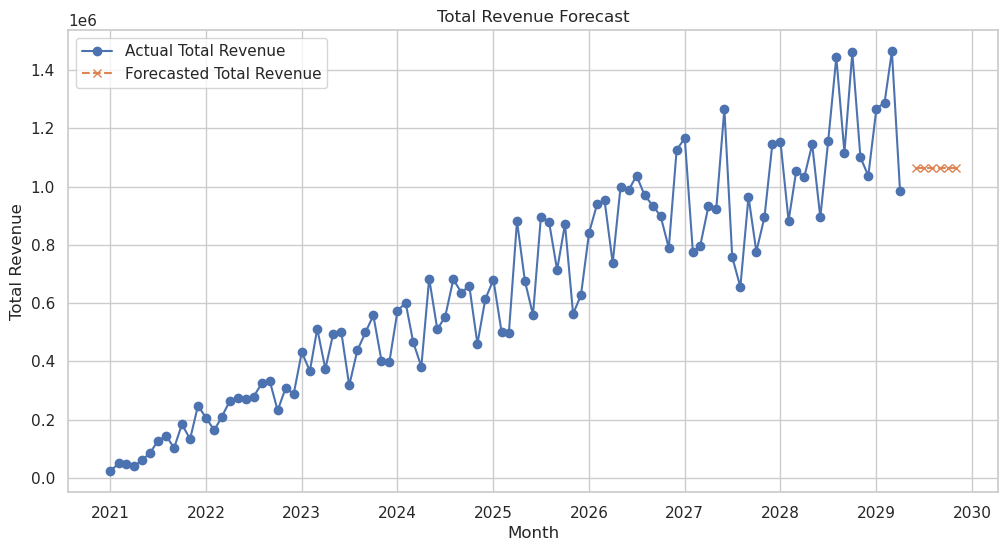 Total Revenue Forecast
1e6
Actual Total Revenue
Forecasted Total Revenue
1.4
1.2
1.0
0.8
0.6
0.4
0.2
0.0
Total Revenue
2021 2022 2023 2024 2025 2026 2027 2028 2029 2030
Month